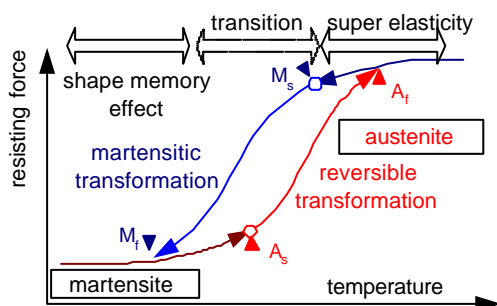 transition
super elasticity
shape memory
effect
Ms
Af
resisting force
austenite
martensitic
transformation
reversible
transformation
Mf
As
martensite
temperature